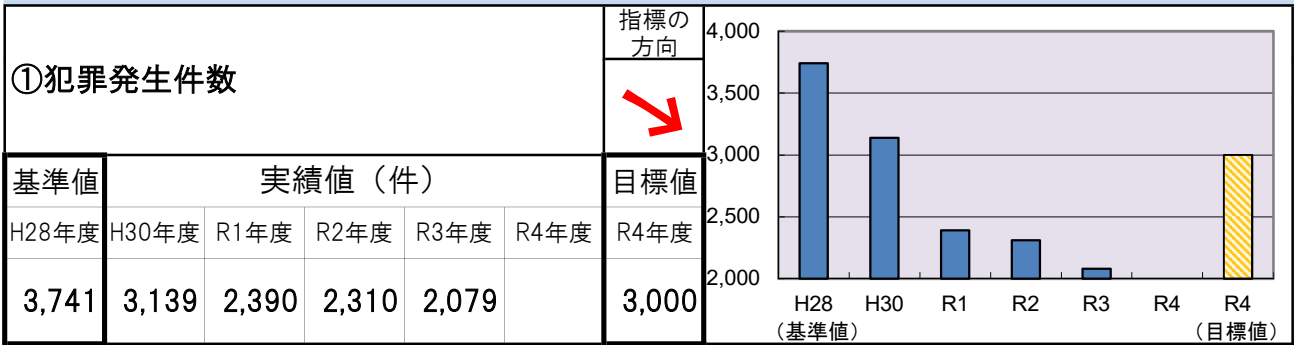 ①犯罪発生件数
指標の
方向
基準値 実績値（件） 目標値
H28年度 H30年度 R1年度 R2年度 R3年度 R4年度 R4年度
3,741 3,139 2,390 2,310 2,079 3,000
4,000
3,500
3,000
2,500
2,000
H28 H30 R1 R2 R3 R4 R4
（基準値） （目標値）